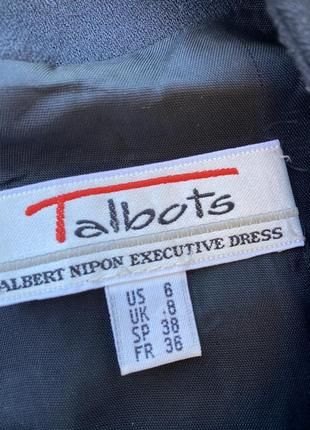 Talbots
ALBERT NIPON EXECUTIVE DRESS
US 6
UK 8
SP 38
FR 36